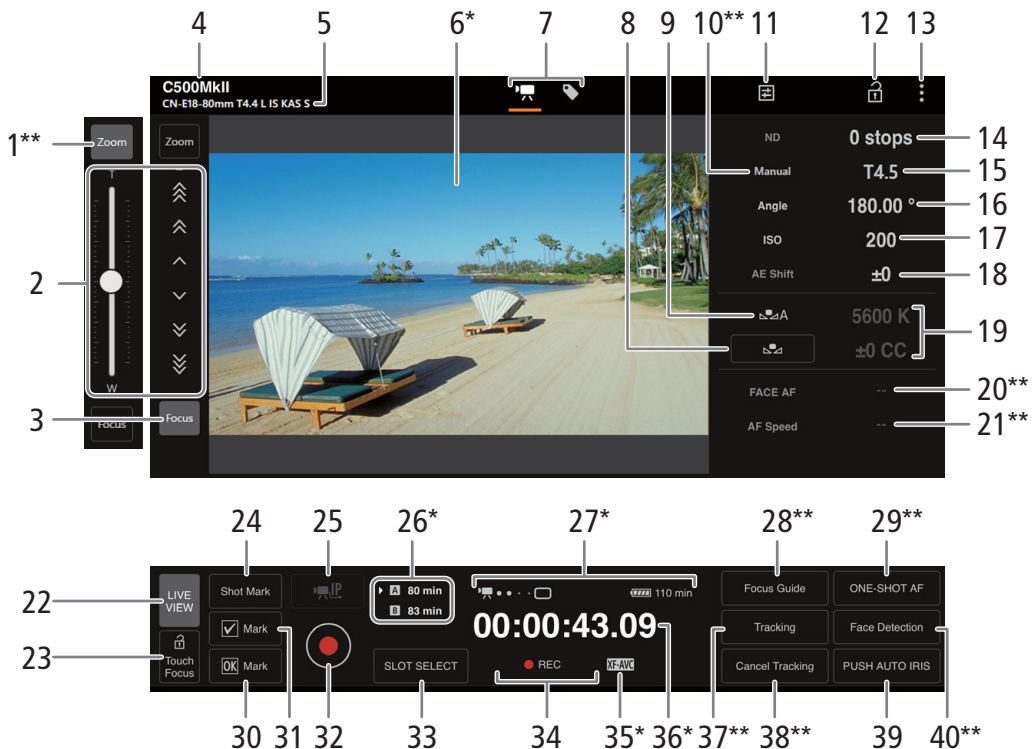 4 5 6* 7 8 9 10** 11 12 13
C500MkII
CN-E18-80mm T4.4 L IS KAS S
1**
Zoom
Zoom
T
2
W
3
Focus
Focus
ND 0 stops 14
Manual T4.5 15
Angle 180.00 ° 16
ISO 200 17
AE Shift ±0 18
A 5600 K
19
±0 CC
FACE AF -- 20**
AF Speed -- 21**
24 25 26* 27* 28** 29**
22
LIVE
VIEW
Shot Mark
IP
A 80 min
B 83 min
110 min
Focus Guide
ONE-SHOT AF
Mark
00:00:43.09
Tracking
Face Detection
23
Touch
Focus
OK Mark
SLOT SELECT
REC
XF-AVC
Cancel Tracking
PUSH AUTO IRIS
30 31 32 33 34 35* 36* 37** 38** 39 40**